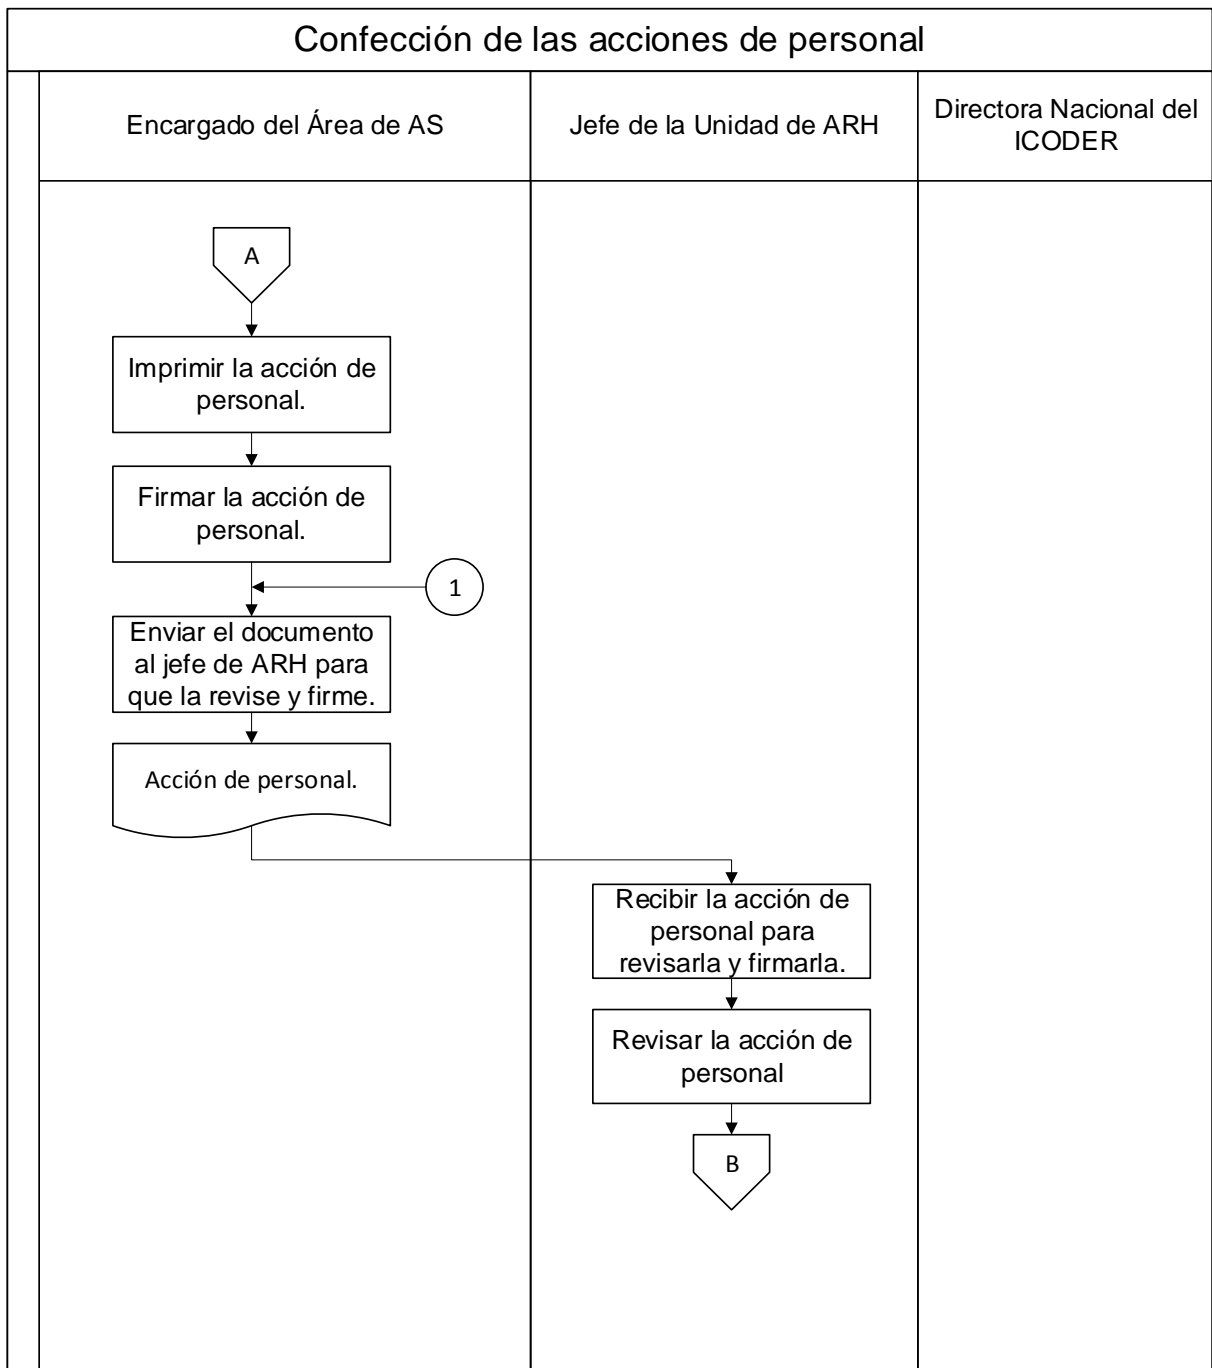 Confección de las acciones de personal
Encargado del Área de AS
Jefe de la Unidad de ARH
Directora Nacional del
ICODER
A
Imprimir la acción de
personal.
Firmar la acción de
personal.
1
Enviar el documento
al jefe de ARH para
que la revise y firme.
Acción de personal.
Recibir la acción de
personal para
revisarla y firmarla.
Revisar la acción de
personal
B